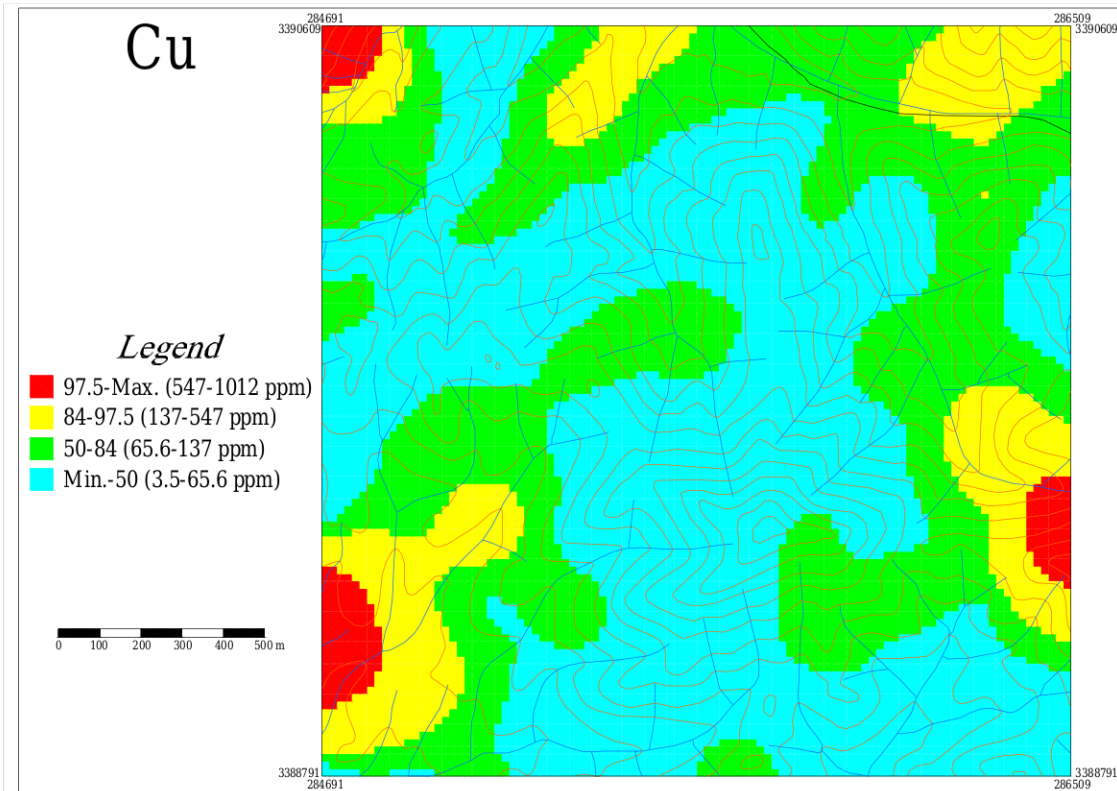 Cu
284691
286509
3390609
3390609
Legend
97.5-Max. (547-1012 ppm)
84-97.5 (137-547 ppm)
50-84 (65.6-137 ppm)
Min.-50 (3.5-65.6 ppm)
0 100 200 300 400 500 m
3388791
3388791
284691
286509